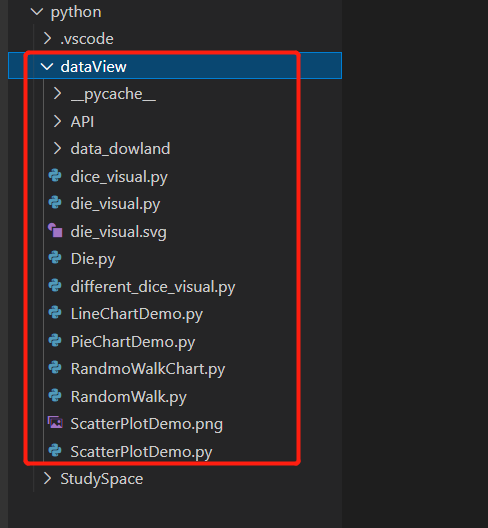 python
.vscode
dataView
__pycache__
API
data_dowland
dice_visual.py
die_visual.py
die_visual.svg
Die.py
different_dice_visual.py
LineChartDemo.py
PieChartDemo.py
RandmoWalkChart.py
RandomWalk.py
ScatterPlotDemo.png
ScatterPlotDemo.py
StudySpace